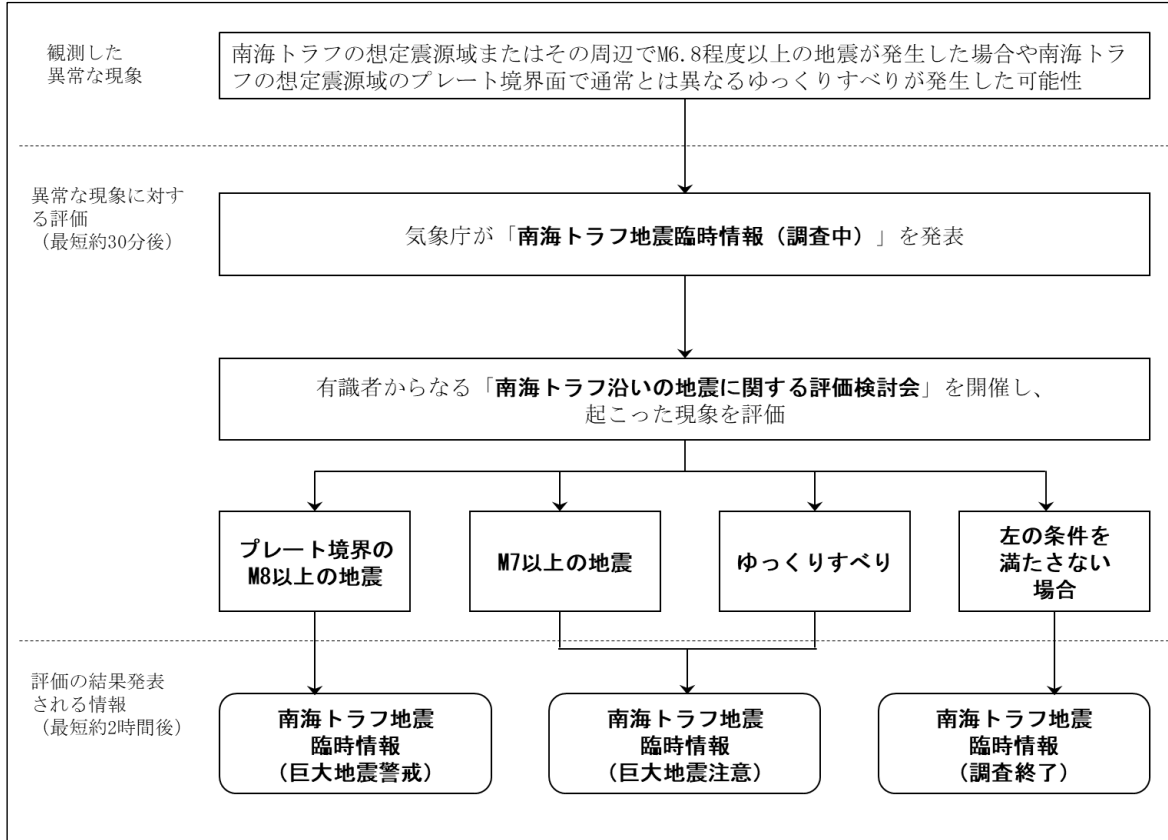 観測した
異常な現象
南海トラフの想定震源域またはその周辺でM6.8程度以上の地震が発生した場合や南海トラ
フの想定震源域のプレート境界面で通常とは異なるゆっくりすべりが発生した可能性
異常な現象に対す
る評価
（最短約30分後）
気象庁が「南海トラフ地震臨時情報（調査中）」を発表
有識者からなる「南海トラフ沿いの地震に関する評価検討会」を開催し、
起こった現象を評価
プレート境界の
M8以上の地震
M7以上の地震
ゆっくりすべり
左の条件を
満たさない
場合
評価の結果発表
される情報
（最短約2時間後）
南海トラフ地震
臨時情報
（巨大地震警戒）
南海トラフ地震
臨時情報
（巨大地震注意）
南海トラフ地震
臨時情報
（調査終了）